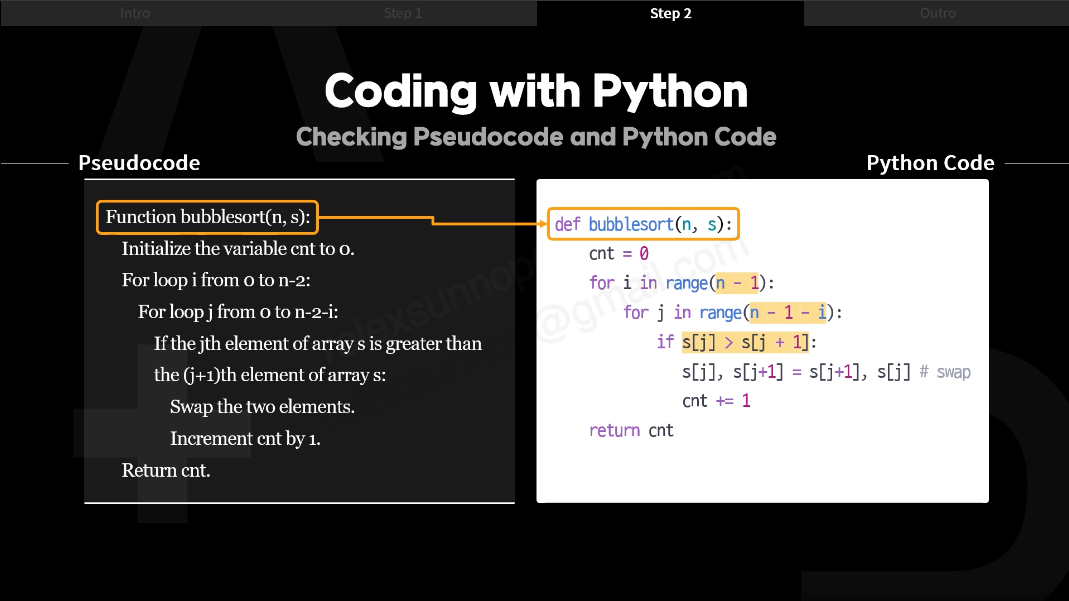 Intro
Step 1
Step 2
Outro
Coding with Python
Checking Pseudocode and Python Code
Pseudocode
Function bubblesort(n, s):
Initialize the variable cnt to 0.
For loop i from 0 to n-2:
For loop j from 0 to n-2-i:
If the jth element of array s is greater than
the (j+1)th element of array s:
Swap the two elements.
Increment cnt by 1.
Return cnt.
Python Code
def bubblesort(n, s):
cnt = 0
for i in range(n - 1):
for j in range(n - 1 - i):
if s[j] > s[j + 1]:
s[j], s[j+1] = s[j+1], s[j] # swap
cnt += 1
return cnt